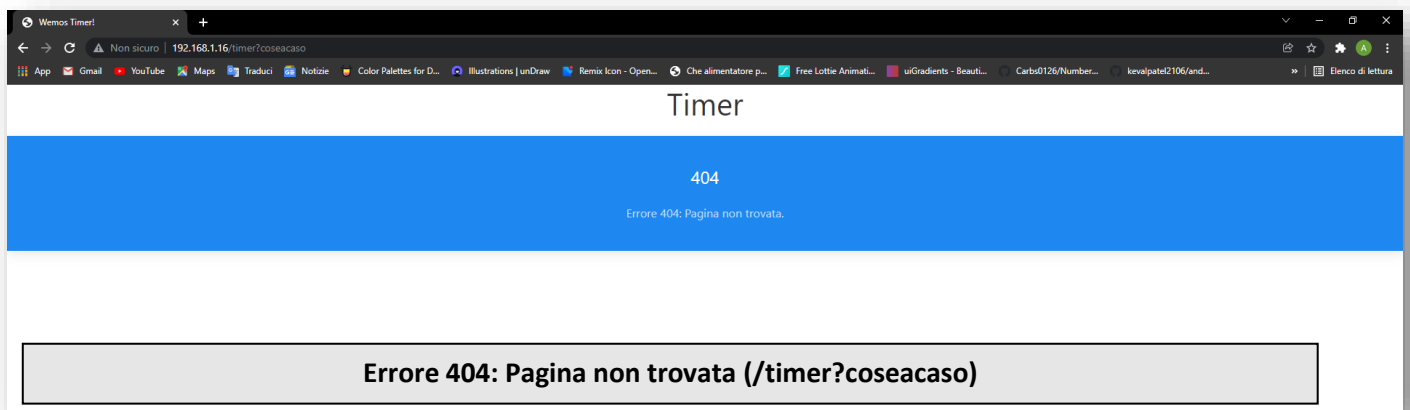 Wemos Timer!
Non sicuro | 192.168.1.16/timer?coseacaso
App Gmail YouTube Maps Traduci Notizie Color Palettes for D... Illustrations | unDraw Remix Icon - Open... Che alimentatore p... Free Lottie Animati... uiGradients - Beauti... Carbs0126/Number... kevalpatel2106/and... » Elenco di lettura
Timer
404
Errore 404: Pagina non trovata.
Errore 404: Pagina non trovata (/timer?coseacaso)